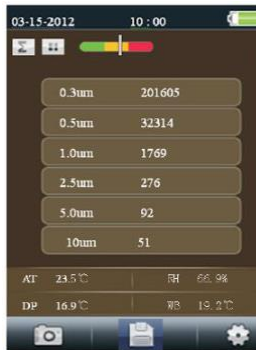 03-15-2012 10:00
Σ
0.3um 201605
0.5um 32314
1.0um 1769
2.5um 276
5.0um 92
10um 51
AT 23.5℃ RH 66.9%
DP 16.9℃ WB 19.2℃